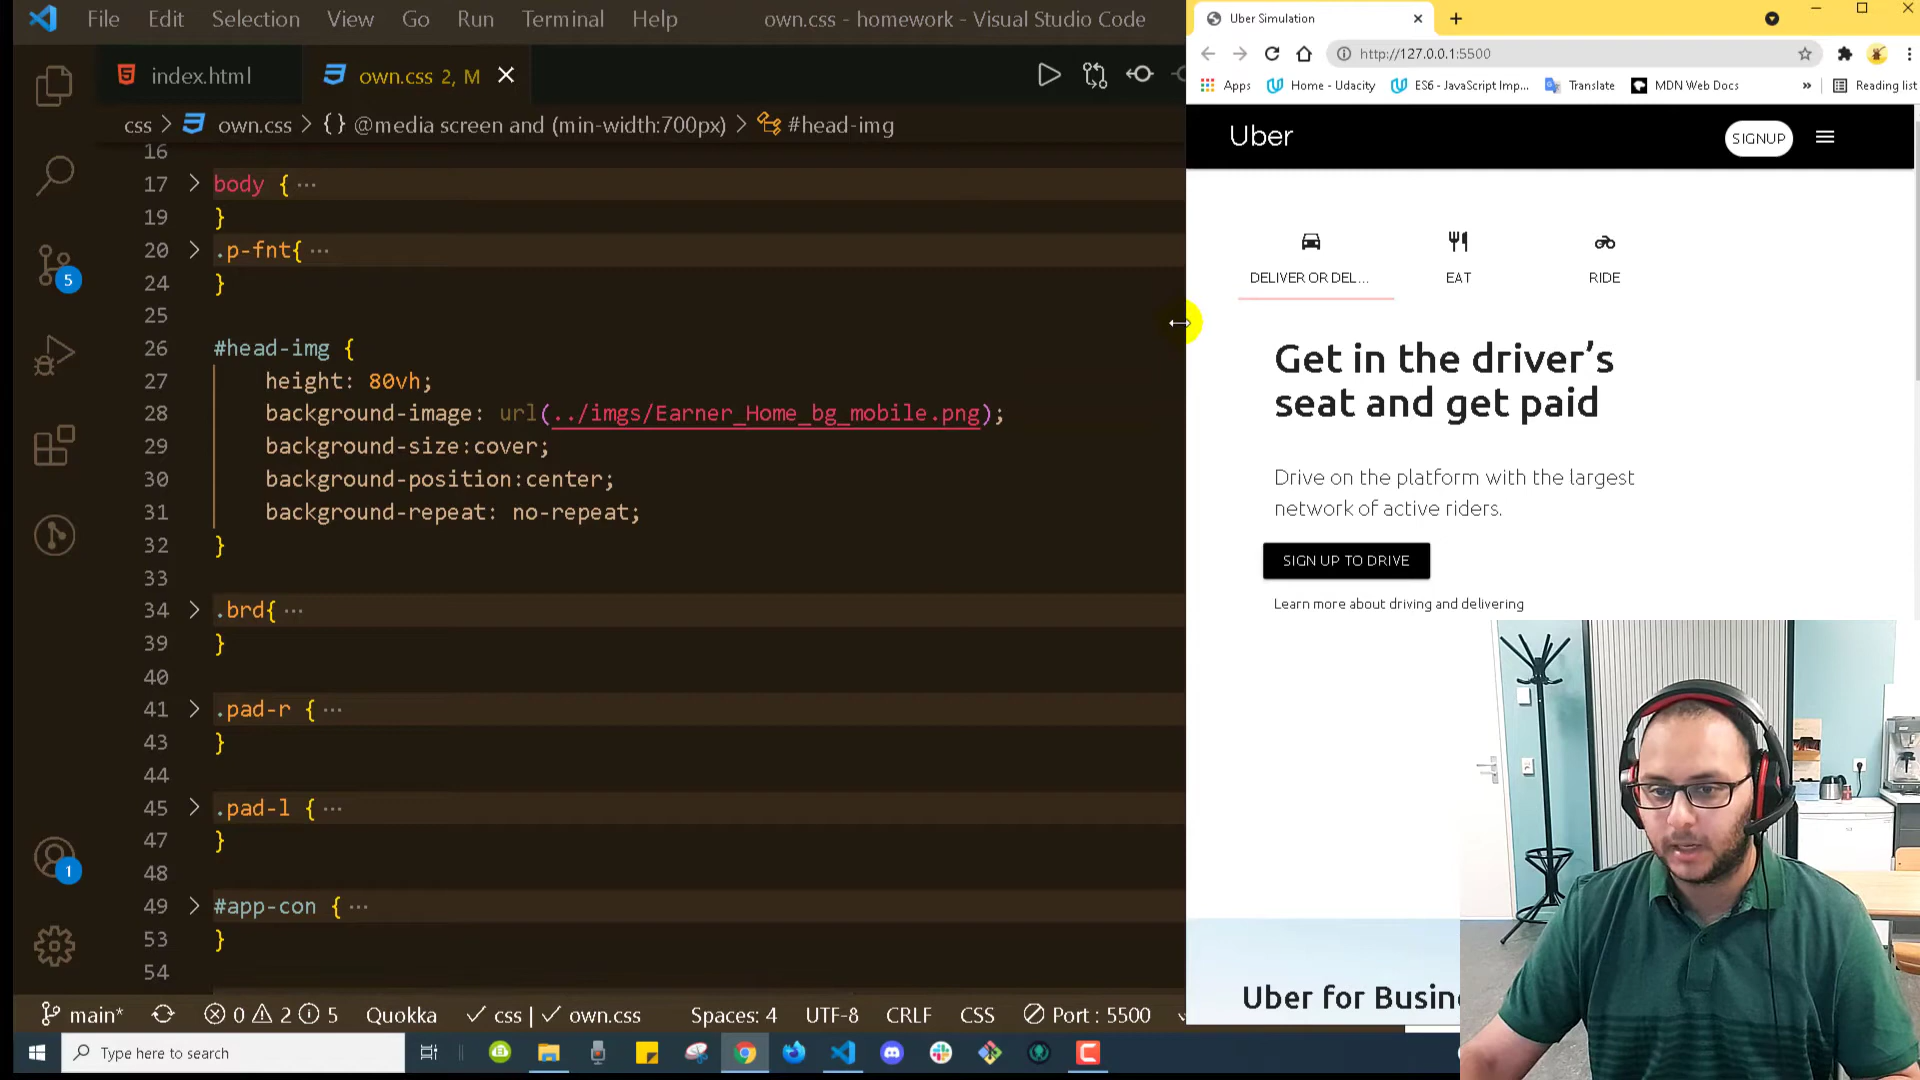 File Edit Selection View Go Run Terminal Help own.css - homework - Visual Studio Code
index.html own.css 2, M
css > own.css > {} @media screen and (min-width:700px) > #head-img
16
17 body { ...
19 }
20 .p-fnt{ ...
24 }
25
26 #head-img {
27 height: 80vh;
28 background-image: url(../imgs/Earner_Home_bg_mobile.png);
29 background-size:cover;
30 background-position:center;
31 background-repeat: no-repeat;
32 }
33
34 .brd{ ...
39 }
40
41 .pad-r { ...
43 }
44
45 .pad-l { ...
47 }
48
49 #app-con { ...
53 }
54
5
1
main* 0 2 5 Quokka css | own.css Spaces: 4 UTF-8 CRLF CSS Port : 5500
Type here to search
Uber Simulation
http://127.0.0.1:5500
Apps Home - Udacity ES6 - JavaScript Imp... Translate MDN Web Docs » Reading list
Uber SIGNUP
DELIVER OR DEL... EAT RIDE
Get in the driver's
seat and get paid
Drive on the platform with the largest
network of active riders.
SIGN UP TO DRIVE
Learn more about driving and delivering
Uber for Busin